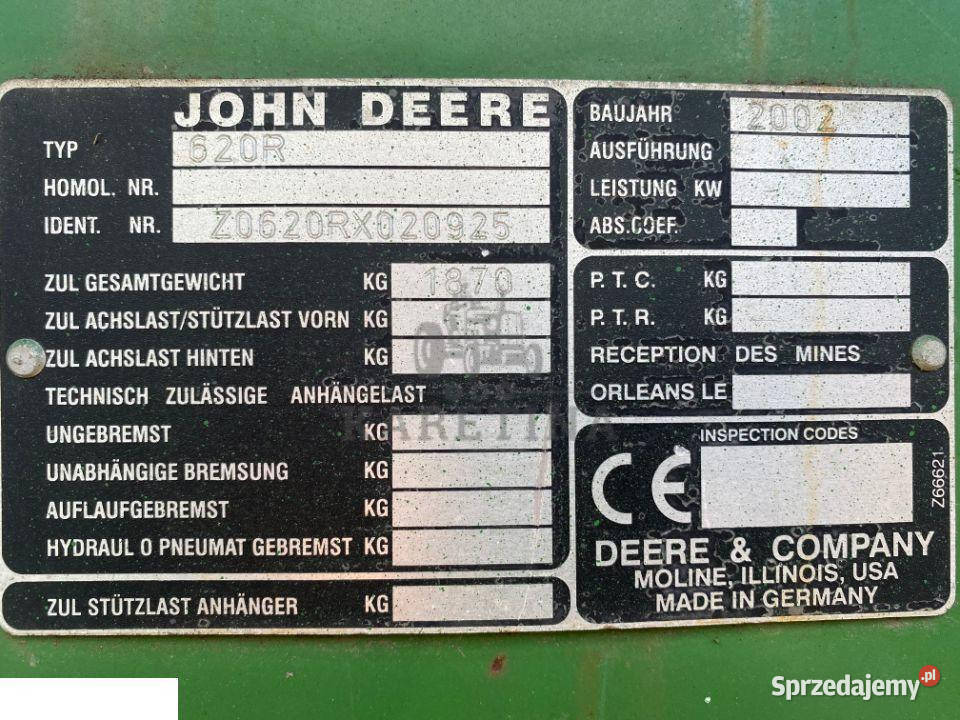 JOHN DEERE
TYP 620R
HOMOL. NR.
IDENT. NR. Z0620RX020925
ZUL GESAMTGEWICHT KG 1870
ZUL ACHSLAST/STÜTZLAST VORN KG
ZUL ACHSLAST HINTEN KG
TECHNISCH ZULÄSSIGE ANHÄNGELAST
UNGEBREMST KG
UNABHÄNGIGE BREMSUNG KG
AUFLAUFGEBREMST KG
HYDRAUL O PNEUMAT GEBREMST KG
ZUL STÜTZLAST ANHÄNGER KG
BAUJAHR 2002
AUSFÜHRUNG
LEISTUNG KW
ABS.COEF.
P. T. C. KG
P. T. R. KG
RECEPTION DES MINES
ORLEANS LE
INSPECTION CODES
CE
Z66621
DEERE & COMPANY
MOLINE, ILLINOIS, USA
MADE IN GERMANY
KARETINA
Sprzedajemy.pl